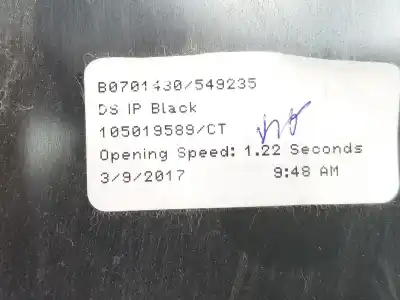 B0701430/549235
DS IP Black
105019589/CT
Opening Speed: 1.22 Seconds
3/9/2017 9:48 AM